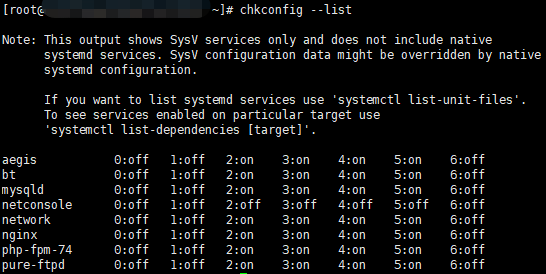 [root@ ~]# chkconfig --list
Note: This output shows SysV services only and does not include native
systemd services. SysV configuration data might be overridden by native
systemd configuration.
If you want to list systemd services use 'systemctl list-unit-files'.
To see services enabled on particular target use
'systemctl list-dependencies [target]'.
aegis 0:off 1:off 2:on 3:on 4:on 5:on 6:off
bt 0:off 1:off 2:on 3:on 4:on 5:on 6:off
mysqld 0:off 1:off 2:on 3:on 4:on 5:on 6:off
netconsole 0:off 1:off 2:off 3:off 4:off 5:off 6:off
network 0:off 1:off 2:on 3:on 4:on 5:on 6:off
nginx 0:off 1:off 2:on 3:on 4:on 5:on 6:off
php-fpm-74 0:off 1:off 2:on 3:on 4:on 5:on 6:off
pure-ftpd 0:off 1:off 2:on 3:on 4:on 5:on 6:off